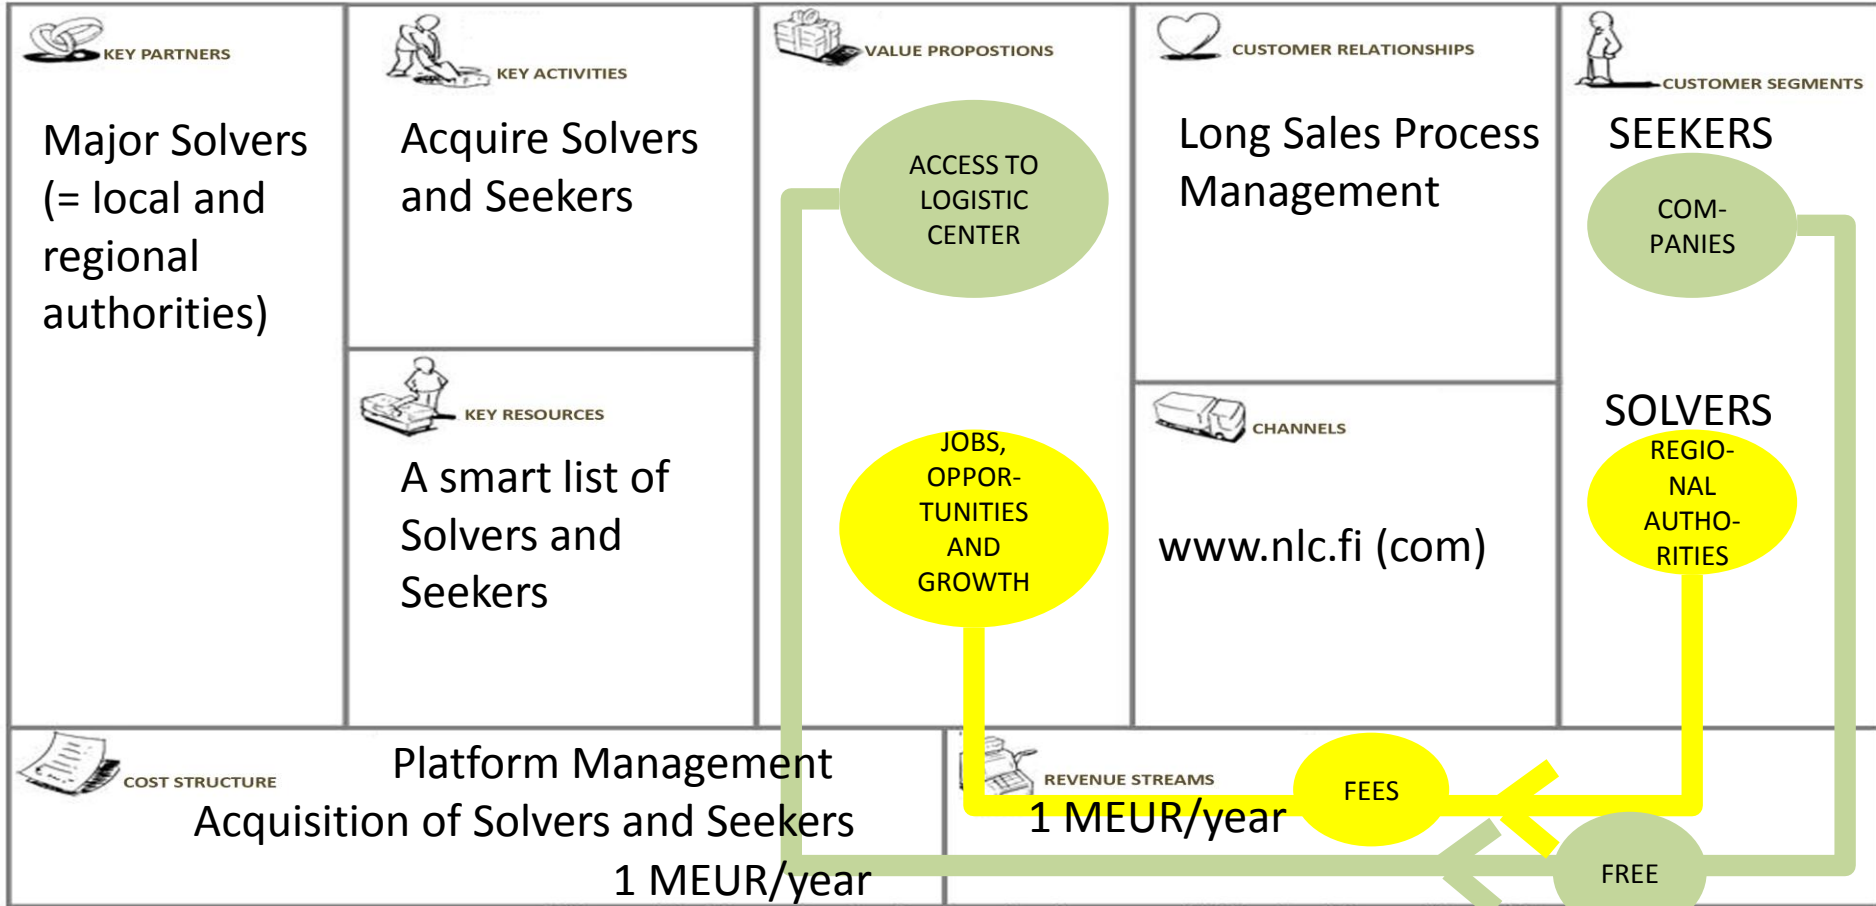 KEY PARTNERS
Major Solvers
(= local and
regional
authorities)
KEY ACTIVITIES
Acquire Solvers
and Seekers
KEY RESOURCES
A smart list of
Solvers and
Seekers
VALUE PROPOSTIONS
ACCESS TO
LOGISTIC
CENTER
JOBS,
OPPOR-
TUNITIES
AND
GROWTH
CUSTOMER RELATIONSHIPS
Long Sales Process
Management
CHANNELS
www.nlc.fi (com)
CUSTOMER SEGMENTS
SEEKERS
COM-
PANIES
SOLVERS
REGIO-
NAL
AUTHO-
RITIES
COST STRUCTURE
Platform Management
Acquisition of Solvers and Seekers
1 MEUR/year
REVENUE STREAMS
1 MEUR/year
FEES
FREE